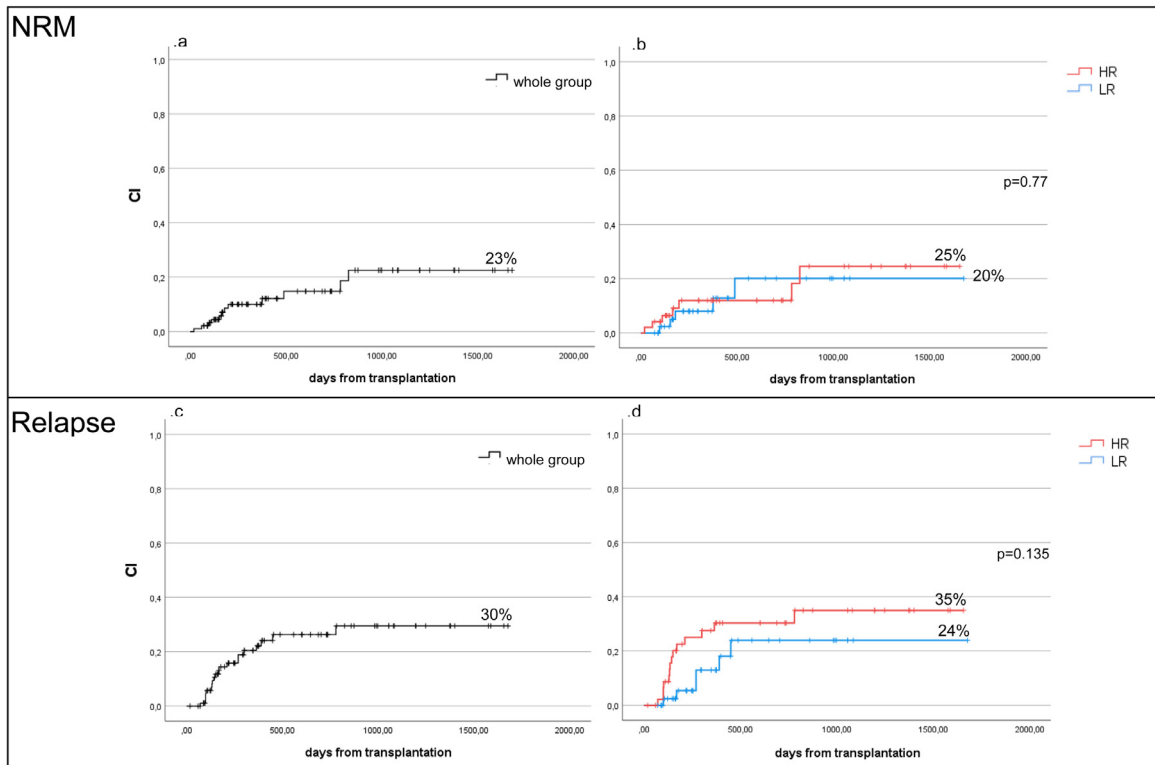 NRM
.a
whole group
CI
1,0
0,8
0,6
0,4
0,2
0,0
23%
,00 500,00 1000,00 1500,00 2000,00
days from transplantation
.b
HR
LR
p=0.77
1,0
0,8
0,6
0,4
0,2
0,0
25%
20%
,00 500,00 1000,00 1500,00 2000,00
days from transplantation
Relapse
.c
whole group
CI
1,0
0,8
0,6
0,4
0,2
0,0
30%
,00 500,00 1000,00 1500,00 2000,00
days from transplantation
.d
HR
LR
p=0.135
1,0
0,8
0,6
0,4
0,2
0,0
35%
24%
,00 500,00 1000,00 1500,00 2000,00
days from transplantation